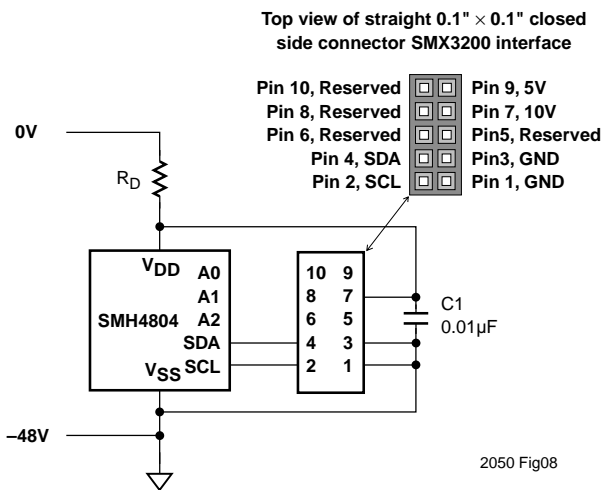 Top view of straight 0.1" × 0.1" closed
side connector SMX3200 interface
Pin 10, Reserved Pin 9, 5V
Pin 8, Reserved Pin 7, 10V
Pin 6, Reserved Pin5, Reserved
Pin 4, SDA Pin3, GND
Pin 2, SCL Pin 1, GND
0V
RD
VDD A0
A1
SMH4804 A2
SDA
VSS SCL
10 9
8 7
6 5
4 3
2 1
C1
0.01µF
–48V
2050 Fig08